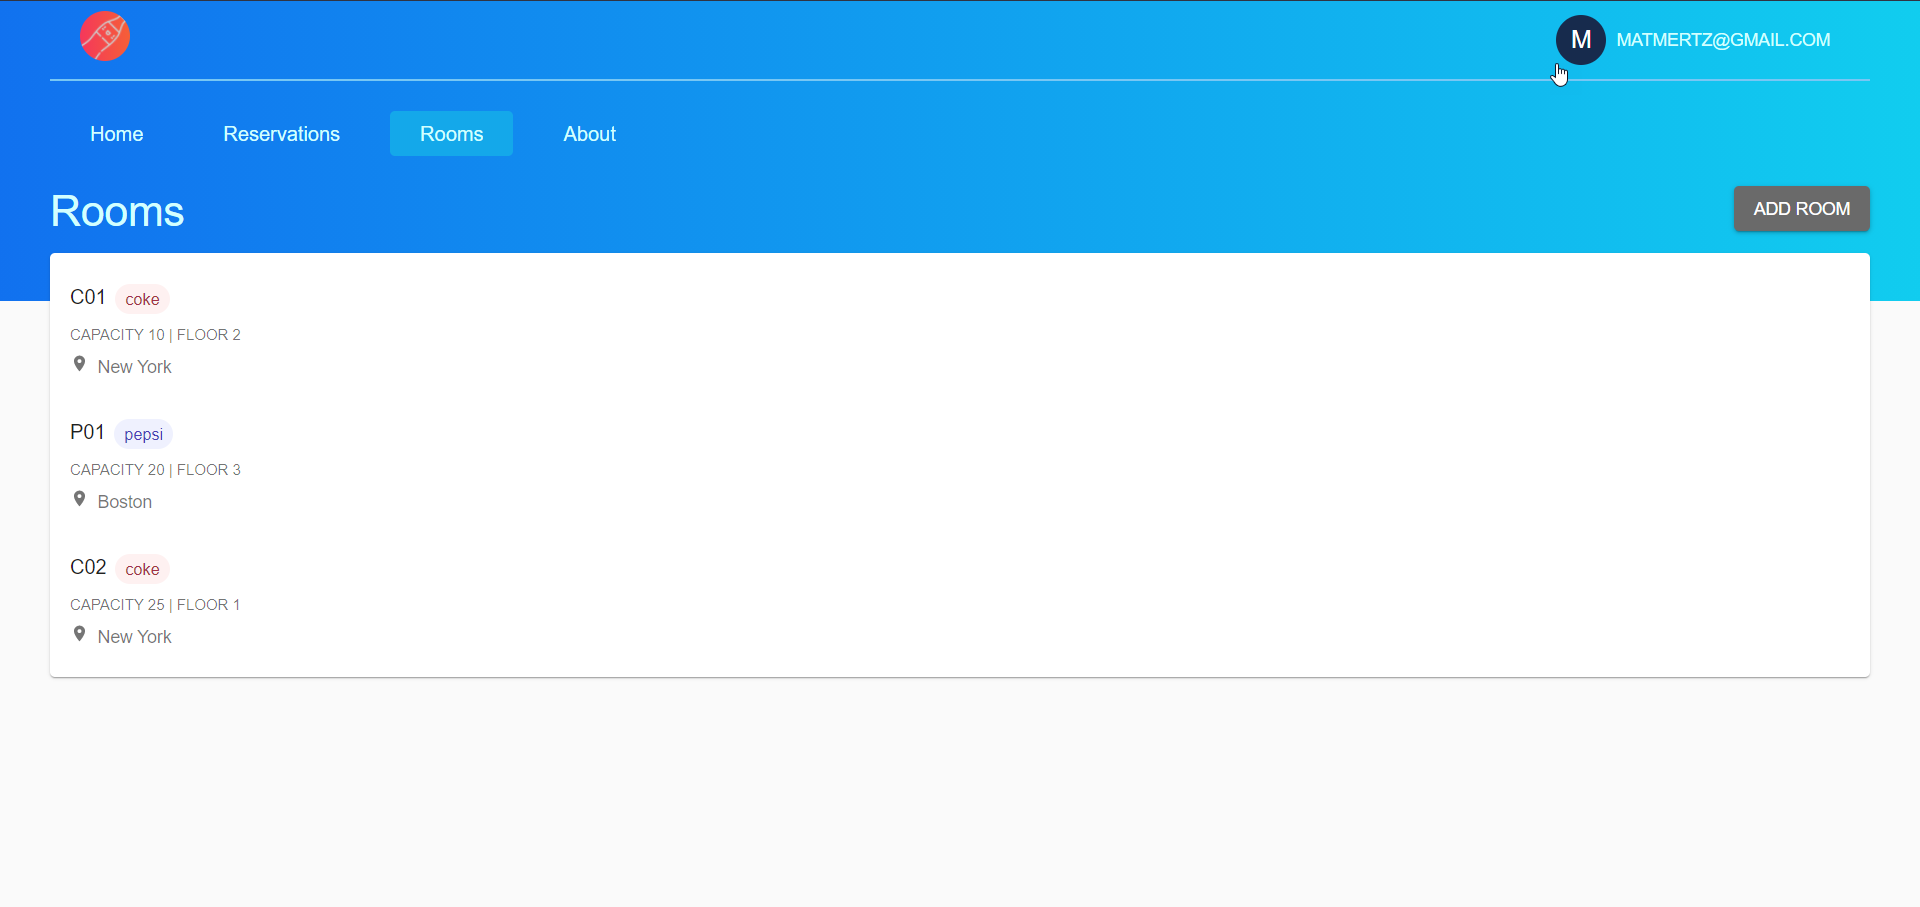 M MATMERTZ@GMAIL.COM
Home Reservations Rooms About
Rooms
ADD ROOM
C01 coke
CAPACITY 10 | FLOOR 2
New York
P01 pepsi
CAPACITY 20 | FLOOR 3
Boston
C02 coke
CAPACITY 25 | FLOOR 1
New York